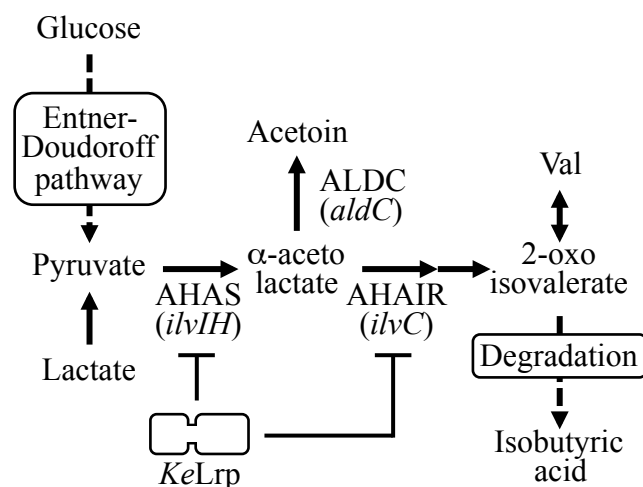 Glucose
Entner-
Doudoroff
pathway
Pyruvate
Lactate
AHAS
(ilvIH)
Acetoin
ALDC
(aldC)
α-aceto
lactate
AHAIR
(ilvC)
Val
2-oxo
isovalerate
Degradation
Isobutyric
acid
KeLrp